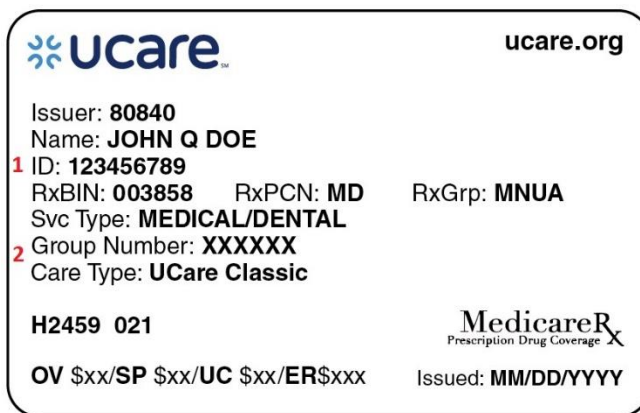 ucare℠ ucare.org
Issuer: 80840
Name: JOHN Q DOE
1 ID: 123456789
RxBIN: 003858 RxPCN: MD RxGrp: MNUA
Svc Type: MEDICAL/DENTAL
2 Group Number: XXXXXX
Care Type: UCare Classic
H2459 021 MedicareRx
Prescription Drug Coverage
OV $xx/SP $xx/UC $xx/ER$xxx Issued: MM/DD/YYYY